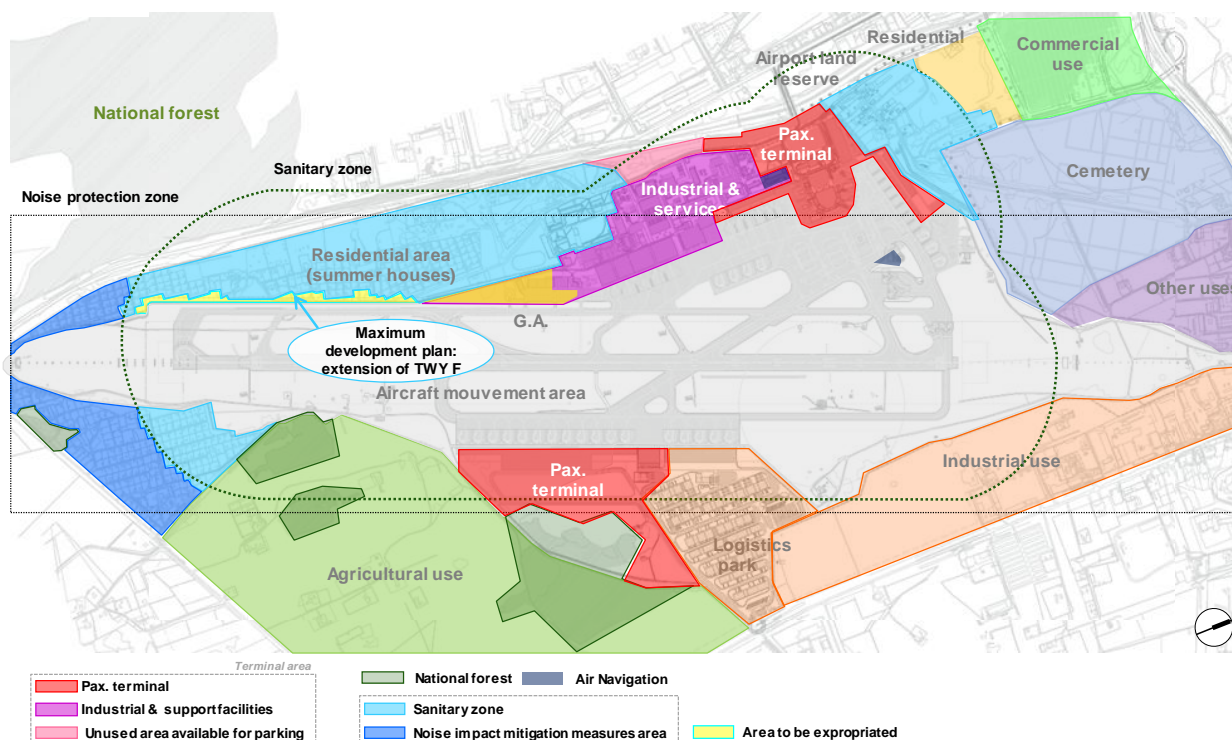 Residential
Commercial
use
Airport land
reserve
National forest
Pax.
terminal
Sanitary zone
Cemetery
Industrial &
services
Noise protection zone
Residential area
(summer houses)
Other uses
G.A.
Maximum
development plan:
extension of TWY F
Aircraft mouvement area
Pax.
terminal
Industrial use
Logistics
park
Agricultural use
Terminal area
Pax. terminal
National forest
Air Navigation
Industrial & support facilities
Sanitary zone
Unused area available for parking
Noise impact mitigation measures area
Area to be expropriated